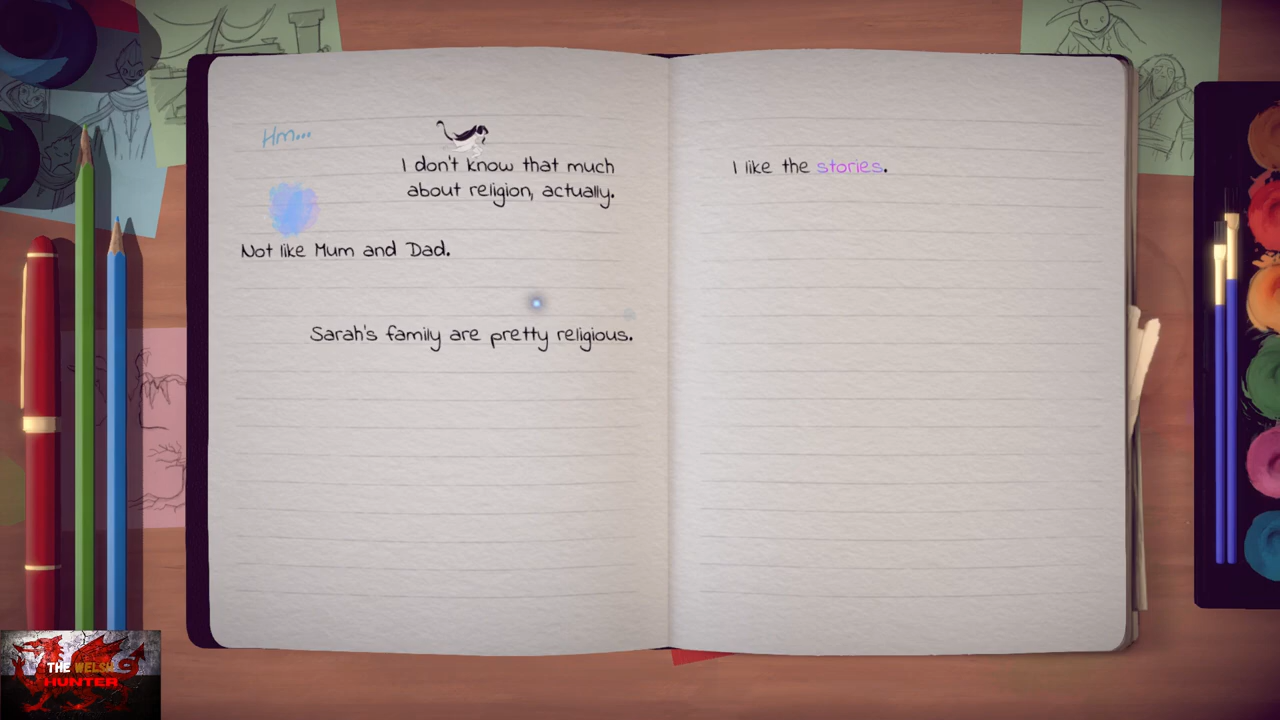 Hm...
I don't know that much
about religion, actually.
Not like Mum and Dad.
Sarah's family are pretty religious.
I like the stories.
THE WELSH
HUNTER